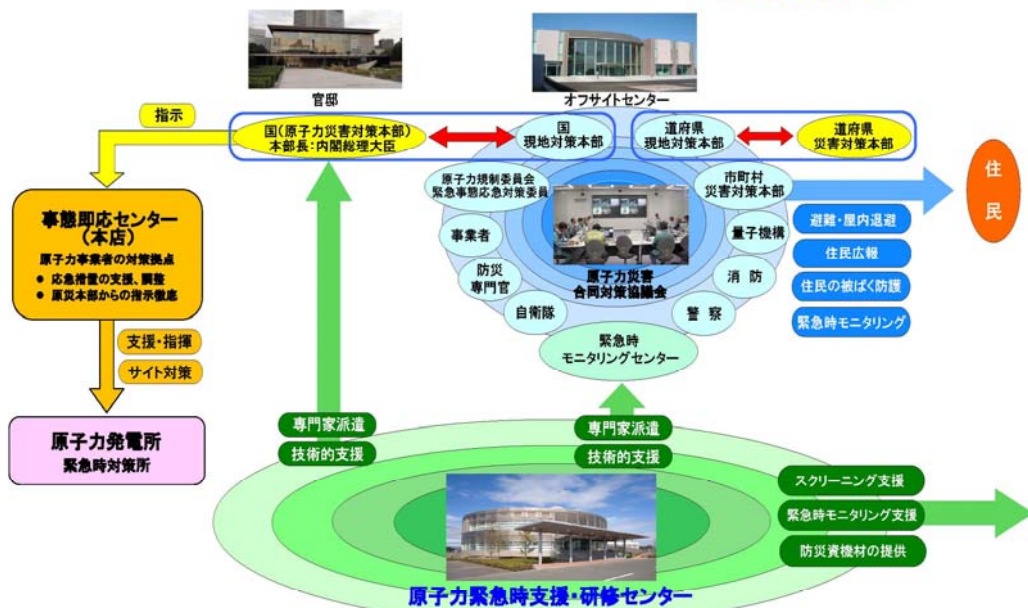 官邸
オフサイトセンター
指示
国(原子力災害対策本部)
本部長:内閣総理大臣
国
現地対策本部
道府県
現地対策本部
道府県
災害対策本部
原子力規制委員会
緊急事態応急対策委員
市町村
災害対策本部
住
民
事態即応センター
(本店)
原子力事業者の対策拠点
● 応急措置の支援、調整
● 原災本部からの指示徹底
事業者
量子機構
防災
専門官
消防
自衛隊
警察
原子力災害
合同対策協議会
緊急時
モニタリングセンター
避難・屋内退避
住民広報
住民の被ばく防護
緊急時モニタリング
支援・指揮
サイト対策
原子力発電所
緊急時対策所
専門家派遣
技術的支援
専門家派遣
技術的支援
スクリーニング支援
緊急時モニタリング支援
防災資機材の提供
原子力緊急時支援・研修センター